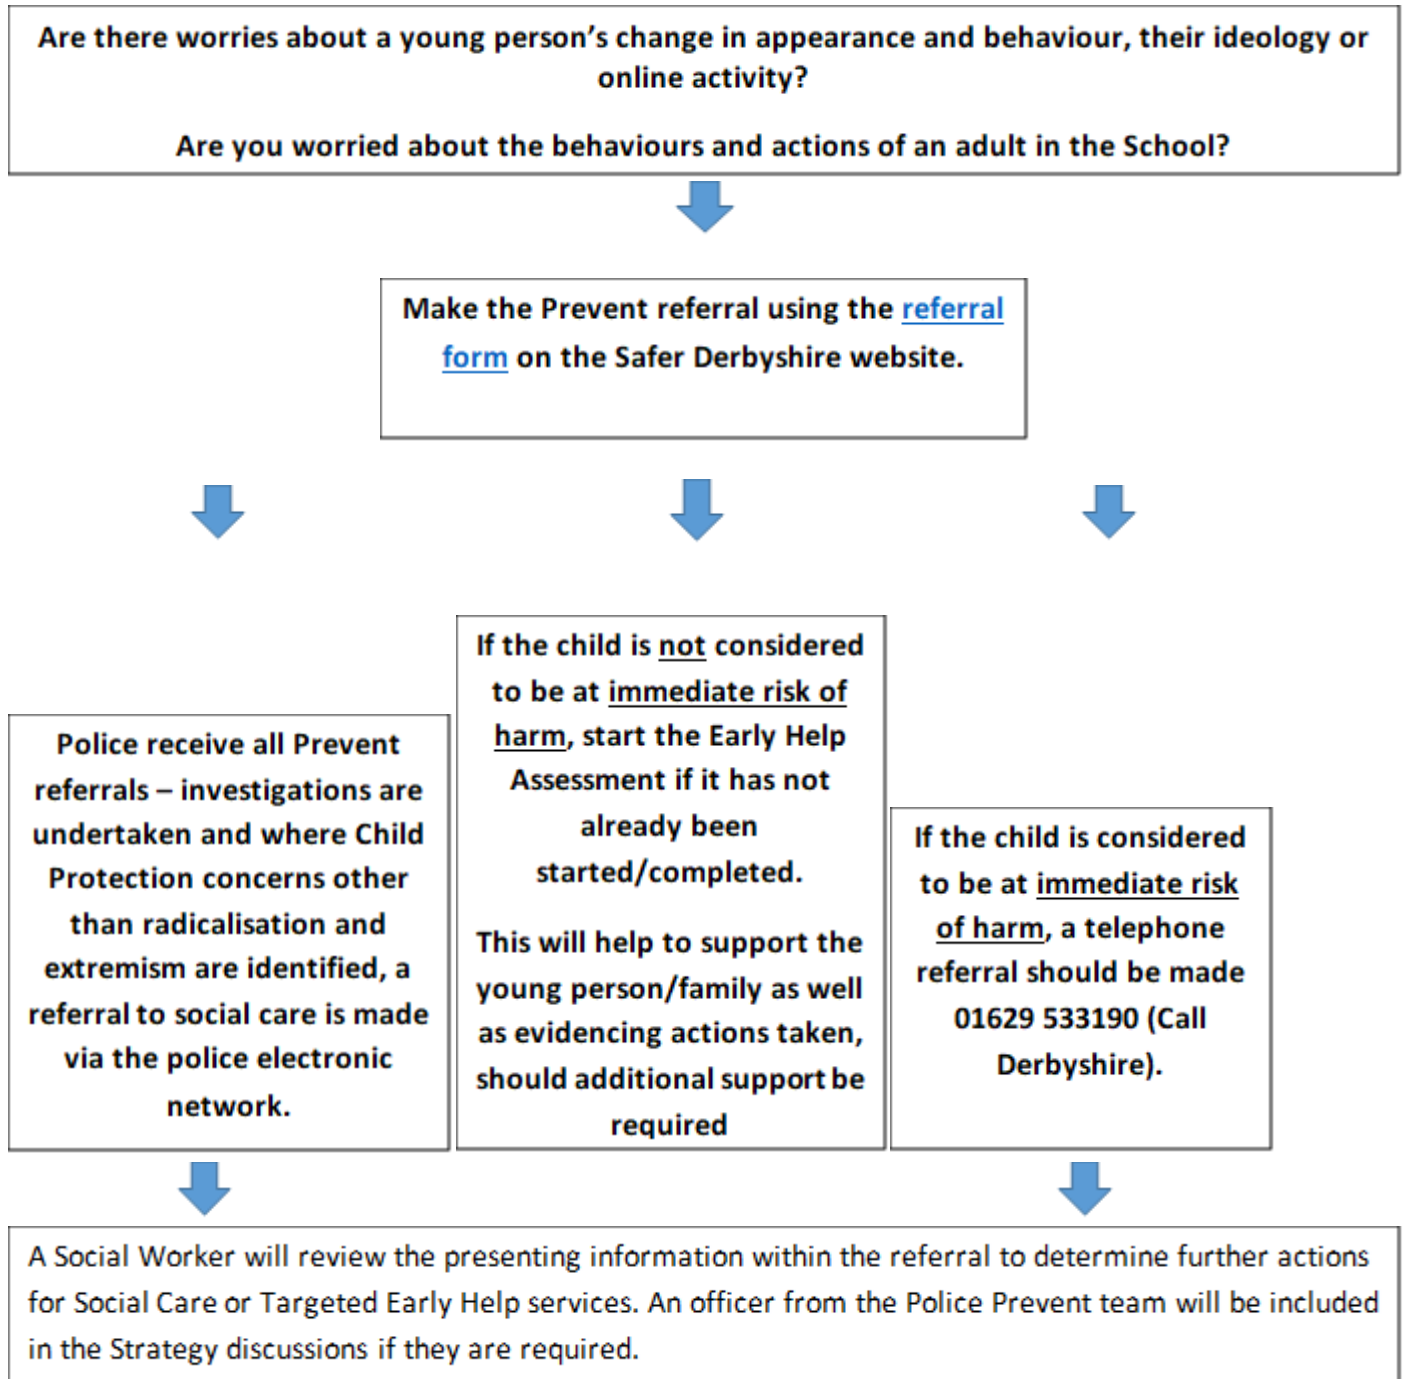 Are there worries about a young person’s change in appearance and behaviour, their ideology or
online activity?
Are you worried about the behaviours and actions of an adult in the School?
Make the Prevent referral using the referral
form on the Safer Derbyshire website.
Police receive all Prevent
referrals – investigations are
undertaken and where Child
Protection concerns other
than radicalisation and
extremism are identified, a
referral to social care is made
via the police electronic
network.
If the child is not considered
to be at immediate risk of
harm, start the Early Help
Assessment if it has not
already been
started/completed.
This will help to support the
young person/family as well
as evidencing actions taken,
should additional support be
required
If the child is considered
to be at immediate risk
of harm, a telephone
referral should be made
01629 533190 (Call
Derbyshire).
A Social Worker will review the presenting information within the referral to determine further actions
for Social Care or Targeted Early Help services. An officer from the Police Prevent team will be included
in the Strategy discussions if they are required.